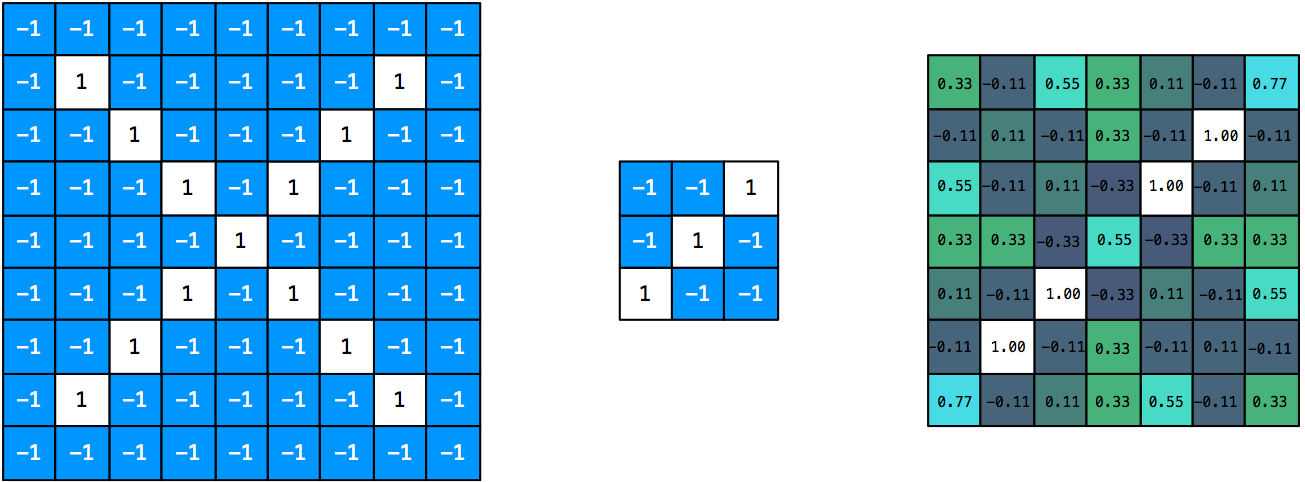 -1 -1 -1 -1 -1 -1 -1 -1 -1
-1 1 -1 -1 -1 -1 -1 1 -1
-1 -1 1 -1 -1 -1 1 -1 -1
-1 -1 -1 1 -1 1 -1 -1 -1
-1 -1 -1 -1 1 -1 -1 -1 -1
-1 -1 -1 1 -1 1 -1 -1 -1
-1 -1 1 -1 -1 -1 1 -1 -1
-1 1 -1 -1 -1 -1 -1 1 -1
-1 -1 -1 -1 -1 -1 -1 -1 -1
-1 -1 1
-1 1 -1
1 -1 -1
0.33 -0.11 0.55 0.33 0.11 -0.11 0.77
-0.11 0.11 -0.11 0.33 -0.11 1.00 -0.11
0.55 -0.11 0.11 -0.33 1.00 -0.11 0.11
0.33 0.33 -0.33 0.55 -0.33 0.33 0.33
0.11 -0.11 1.00 -0.33 0.11 -0.11 0.55
-0.11 1.00 -0.11 0.33 -0.11 0.11 -0.11
0.77 -0.11 0.11 0.33 0.55 -0.11 0.33